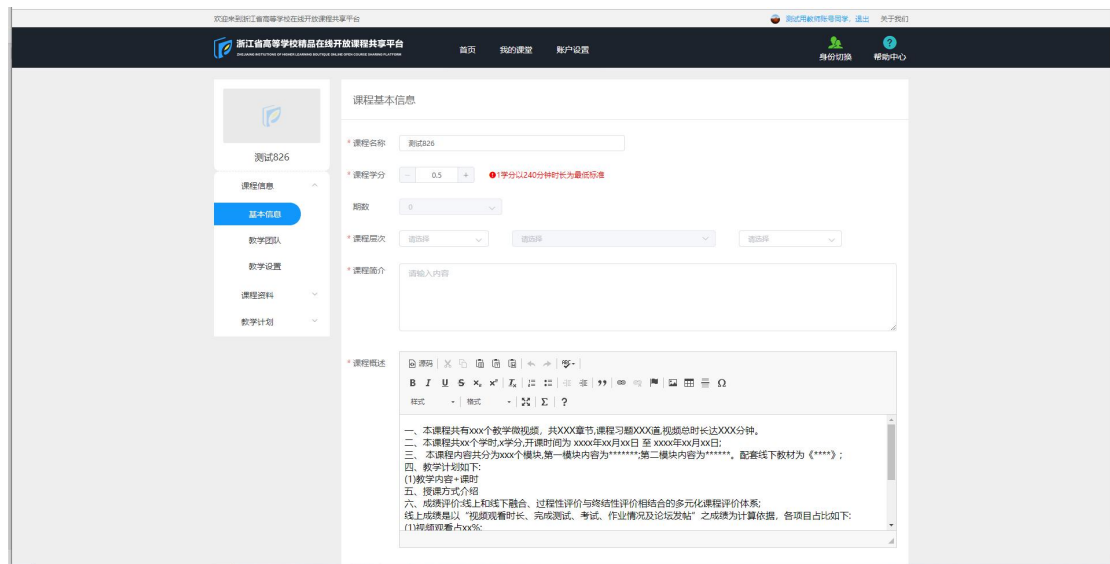 欢迎来到浙江省高等学校在线开放课程共享平台
测试用教师账号同学，退出 关于我们
浙江省高等学校精品在线开放课程共享平台
首页 我的课堂 账户设置
身份切换 帮助中心
测试826
课程信息
基本信息
教学团队
教学设置
课程资料
教学计划
课程基本信息
* 课程名称 测试826
* 课程学分 - 0.5 + 1学分以240分钟时长为最低标准
期数 0
* 课程层次 请选择 请选择 请选择
* 课程简介 请输入内容
* 课程概述 源码
B I U S x₂ x² Iₓ Ω
样式 格式 Σ ?
一、本课程共有xxx个教学微视频，共XXX章节,课程习题XXX道,视频总时长达XXX分钟。
二、本课程共xx个学时,x学分,开课时间为 xxxx年xx月xx日 至 xxxx年xx月xx日;
三、 本课程内容共分为xxx个模块,第一模块内容为*******;第二模块内容为******。配套线下教材为《****》;
四、教学计划如下:
(1)教学内容+课时
五、授课方式介绍
六、成绩评价:线上和线下融合、过程性评价与终结性评价相结合的多元化课程评价体系;
线上成绩是以“视频观看时长、完成测试、考试、作业情况及论坛发帖”之成绩为计算依据，各项目占比如下:
(1)视频观看占xx%;